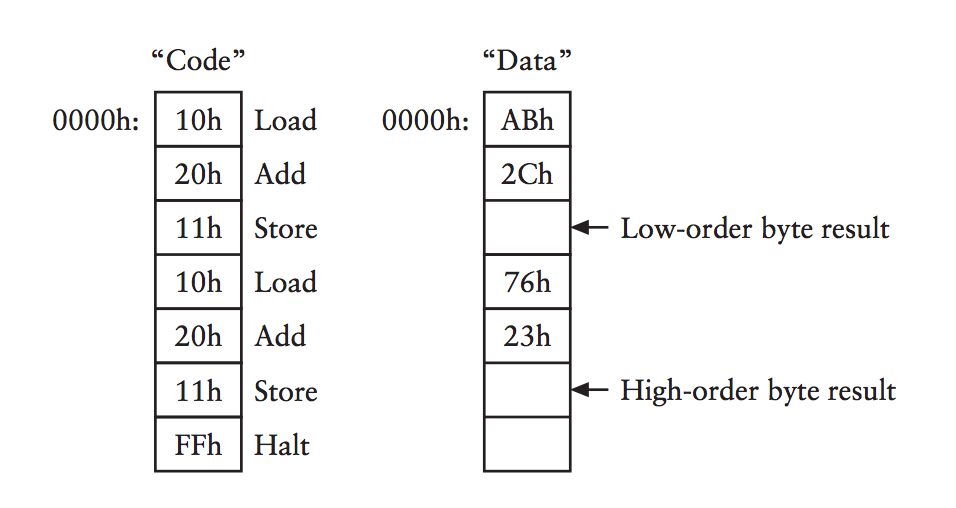 “Code” “Data”
0000h: 10h Load 0000h: ABh
20h Add 2Ch
11h Store Low-order byte result
10h Load 76h
20h Add 23h
11h Store High-order byte result
FFh Halt